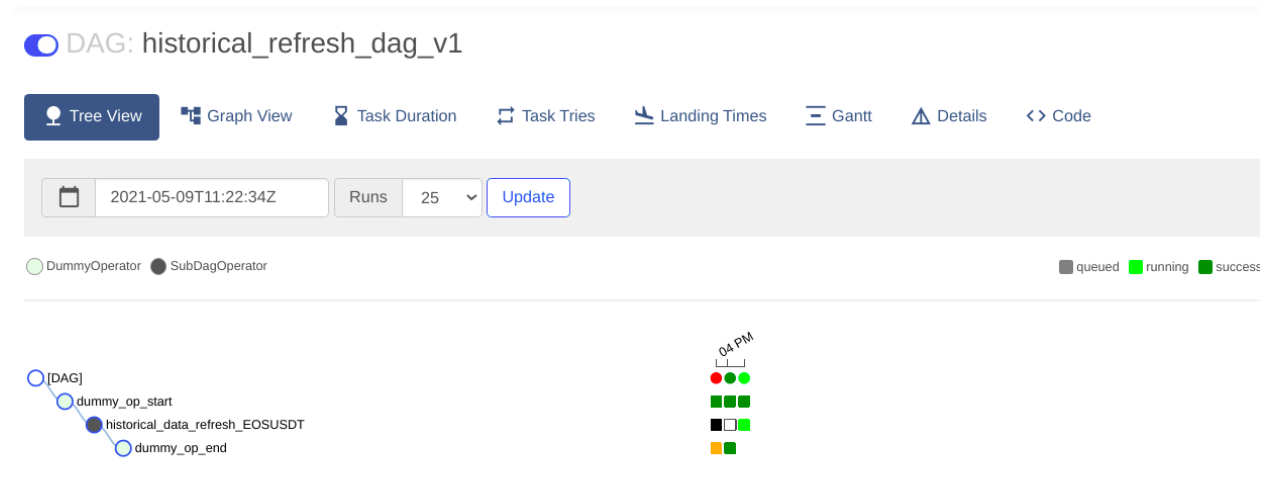 DAG: historical_refresh_dag_v1
Tree View Graph View Task Duration Task Tries Landing Times Gantt Details <> Code
2021-05-09T11:22:34Z Runs 25 Update
DummyOperator SubDagOperator queued running success
04 PM
[DAG]
dummy_op_start
historical_data_refresh_EOSUSDT
dummy_op_end